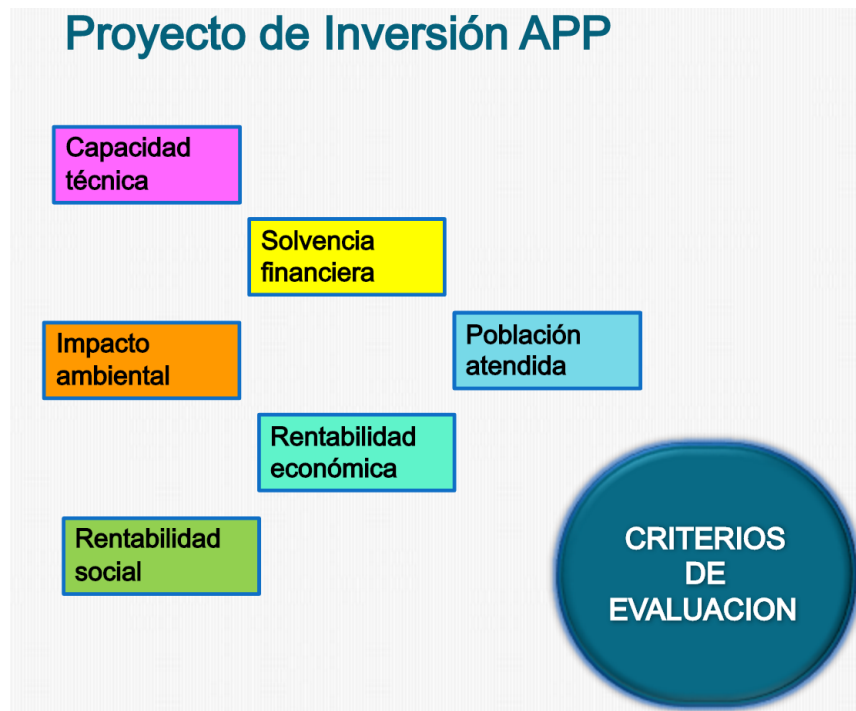 Proyecto de Inversión APP
Capacidad
técnica
Solvencia
financiera
Impacto
ambiental
Población
atendida
Rentabilidad
económica
Rentabilidad
social
CRITERIOS
DE
EVALUACION